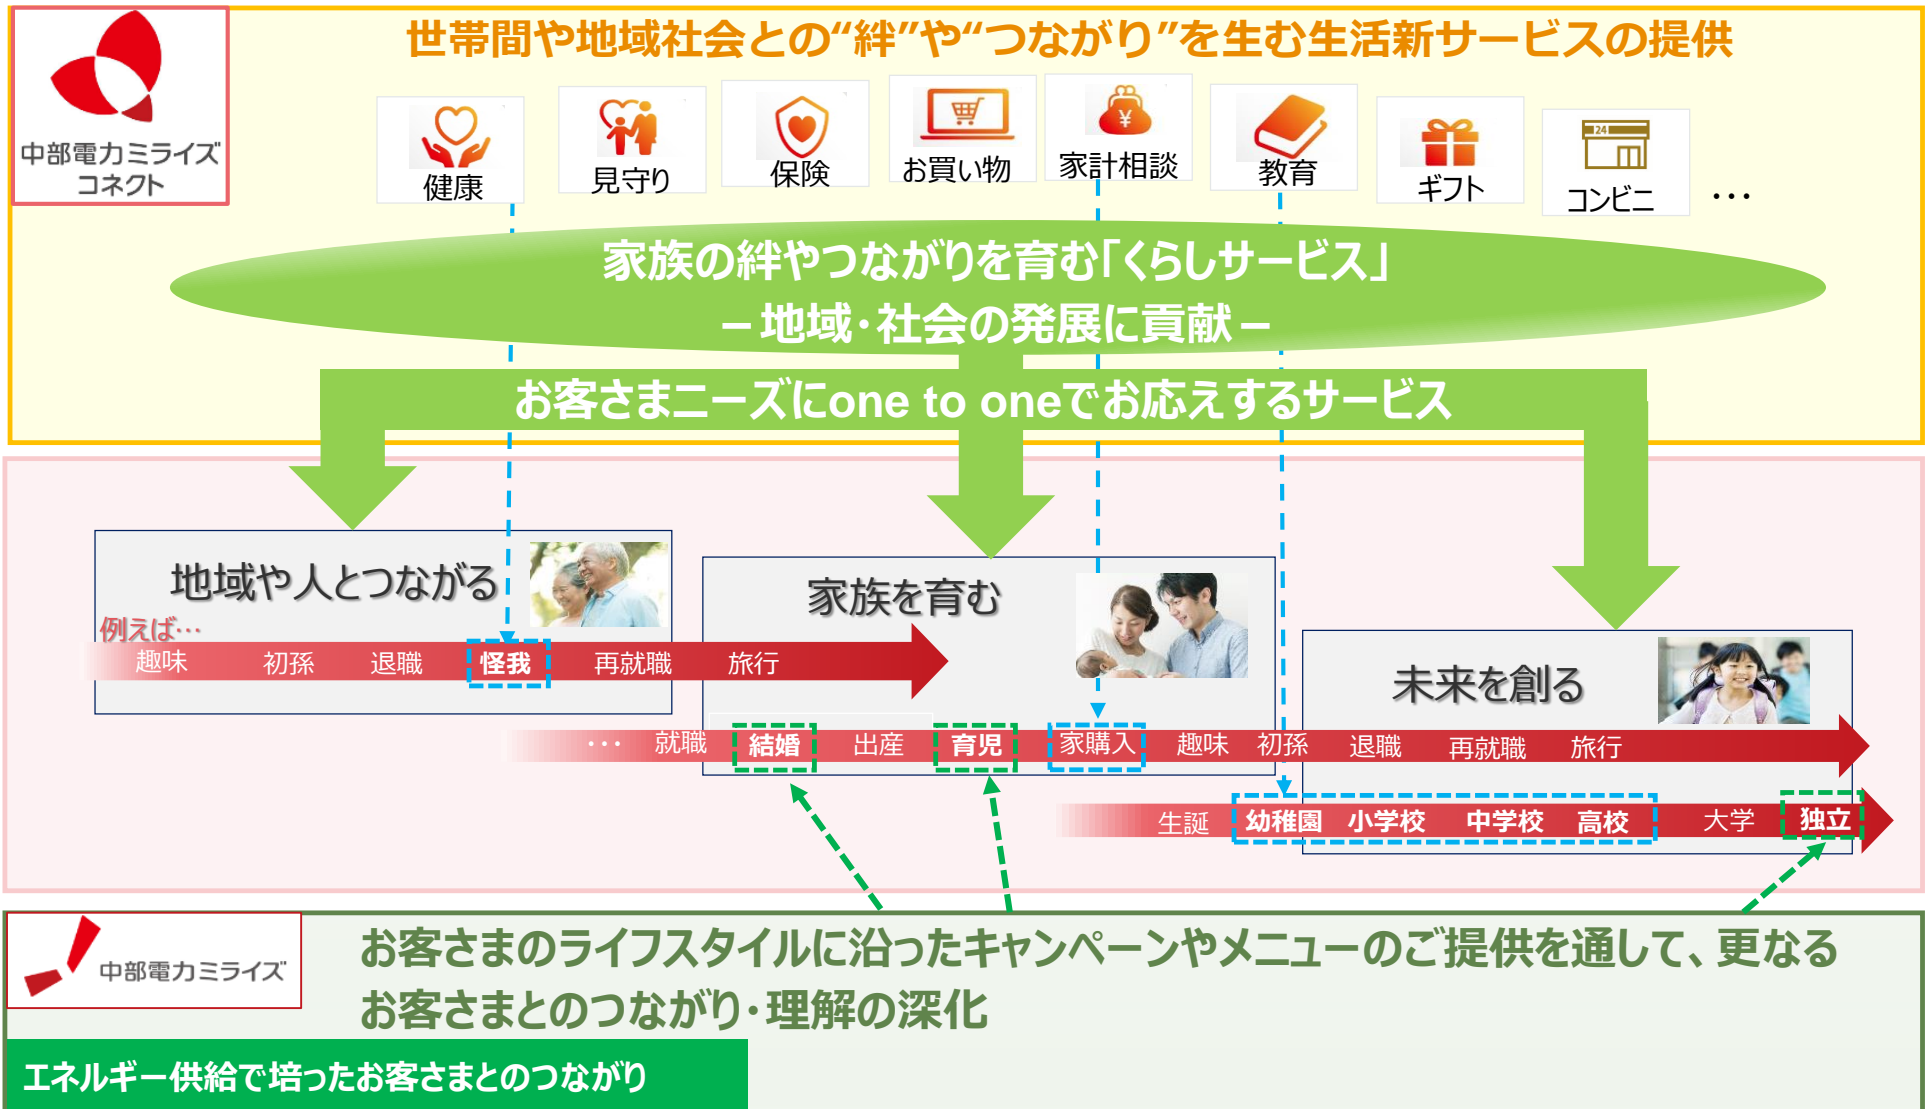 世帯間や地域社会との“絆”や“つながり”を生む生活新サービスの提供
中部電力ミライズ
コネクト
健康
見守り
保険
お買い物
¥
家計相談
教育
ギフト
24
コンビニ
…
家族の絆やつながりを育む｢くらしサービス｣
－地域･社会の発展に貢献－
お客さまニーズにone to oneでお応えするサービス
地域や人とつながる
例えば…
趣味 初孫 退職 怪我 再就職 旅行
家族を育む
… 就職 結婚 出産 育児 家購入 趣味 初孫 退職 再就職 旅行
未来を創る
生誕 幼稚園 小学校 中学校 高校 大学 独立
中部電力ミライズ
お客さまのライフスタイルに沿ったキャンペーンやメニューのご提供を通して、更なる
お客さまとのつながり･理解の深化
エネルギー供給で培ったお客さまとのつながり